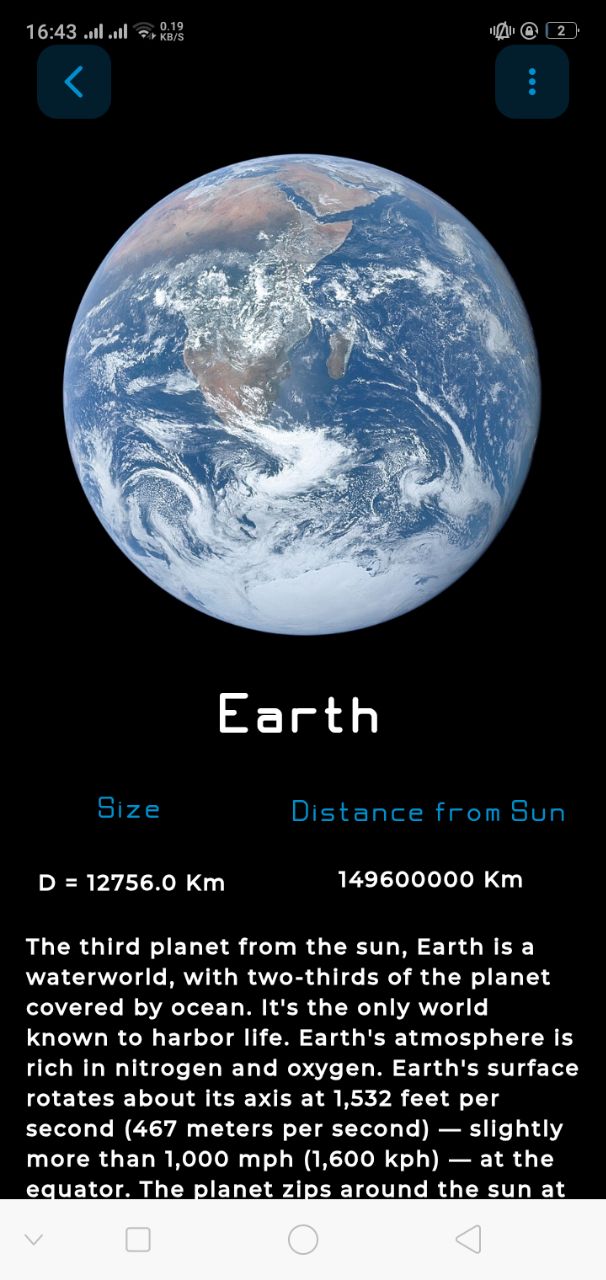 16:43
0.19
KB/S
2
Earth
Size
Distance from Sun
D = 12756.0 Km
149600000 Km
The third planet from the sun, Earth is a
waterworld, with two-thirds of the planet
covered by ocean. It's the only world
known to harbor life. Earth's atmosphere is
rich in nitrogen and oxygen. Earth's surface
rotates about its axis at 1,532 feet per
second (467 meters per second) — slightly
more than 1,000 mph (1,600 kph) — at the
equator. The planet zips around the sun at